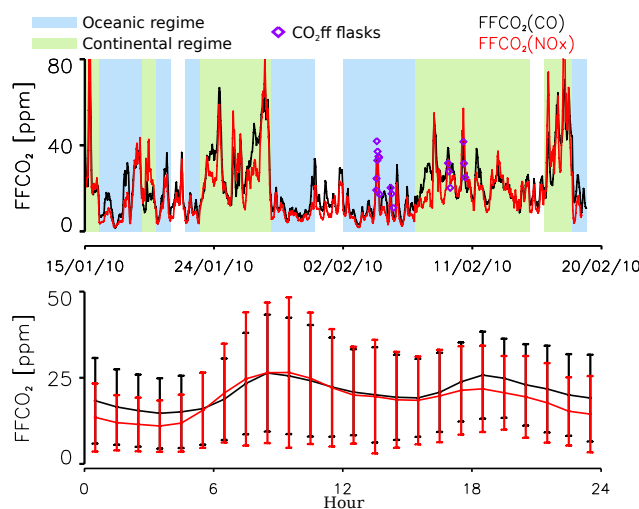 Oceanic regime
Continental regime
CO₂ff flasks
FFCO₂(CO)
FFCO₂(NOx)
80
40
0
FFCO₂ [ppm]
15/01/10 24/01/10 02/02/10 11/02/10 20/02/10
50
25
0
FFCO₂ [ppm]
0 6 12 18 24
Hour